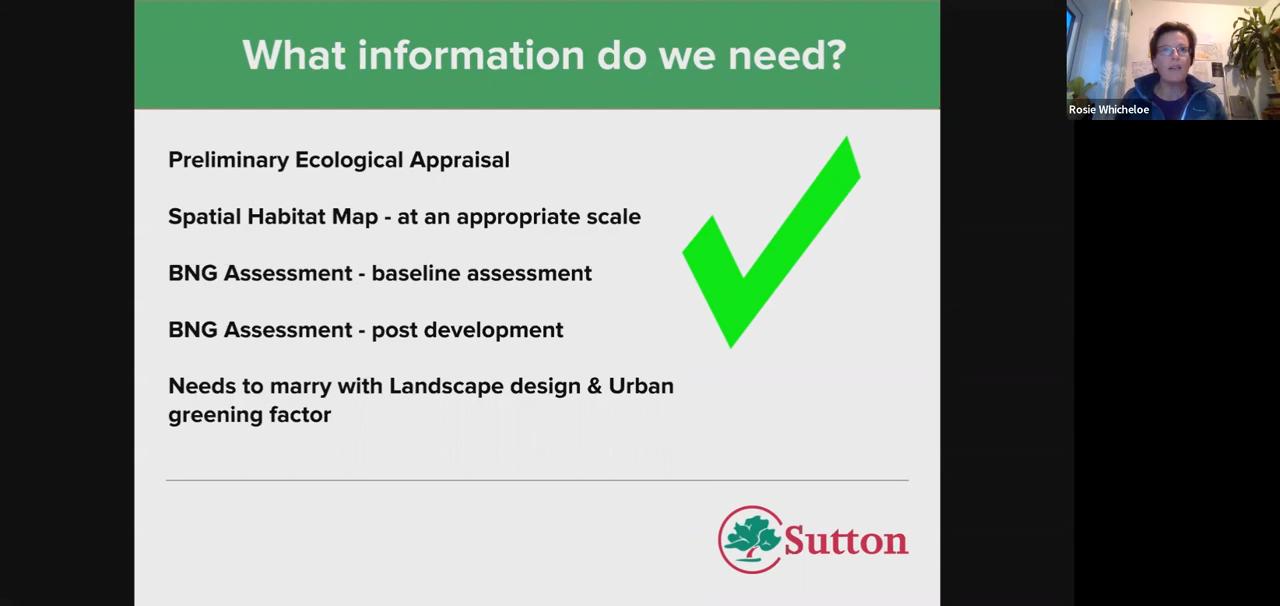 What information do we need?
Rosie Whicheloe
Preliminary Ecological Appraisal
Spatial Habitat Map - at an appropriate scale
BNG Assessment - baseline assessment
BNG Assessment - post development
Needs to marry with Landscape design & Urban
greening factor
Sutton